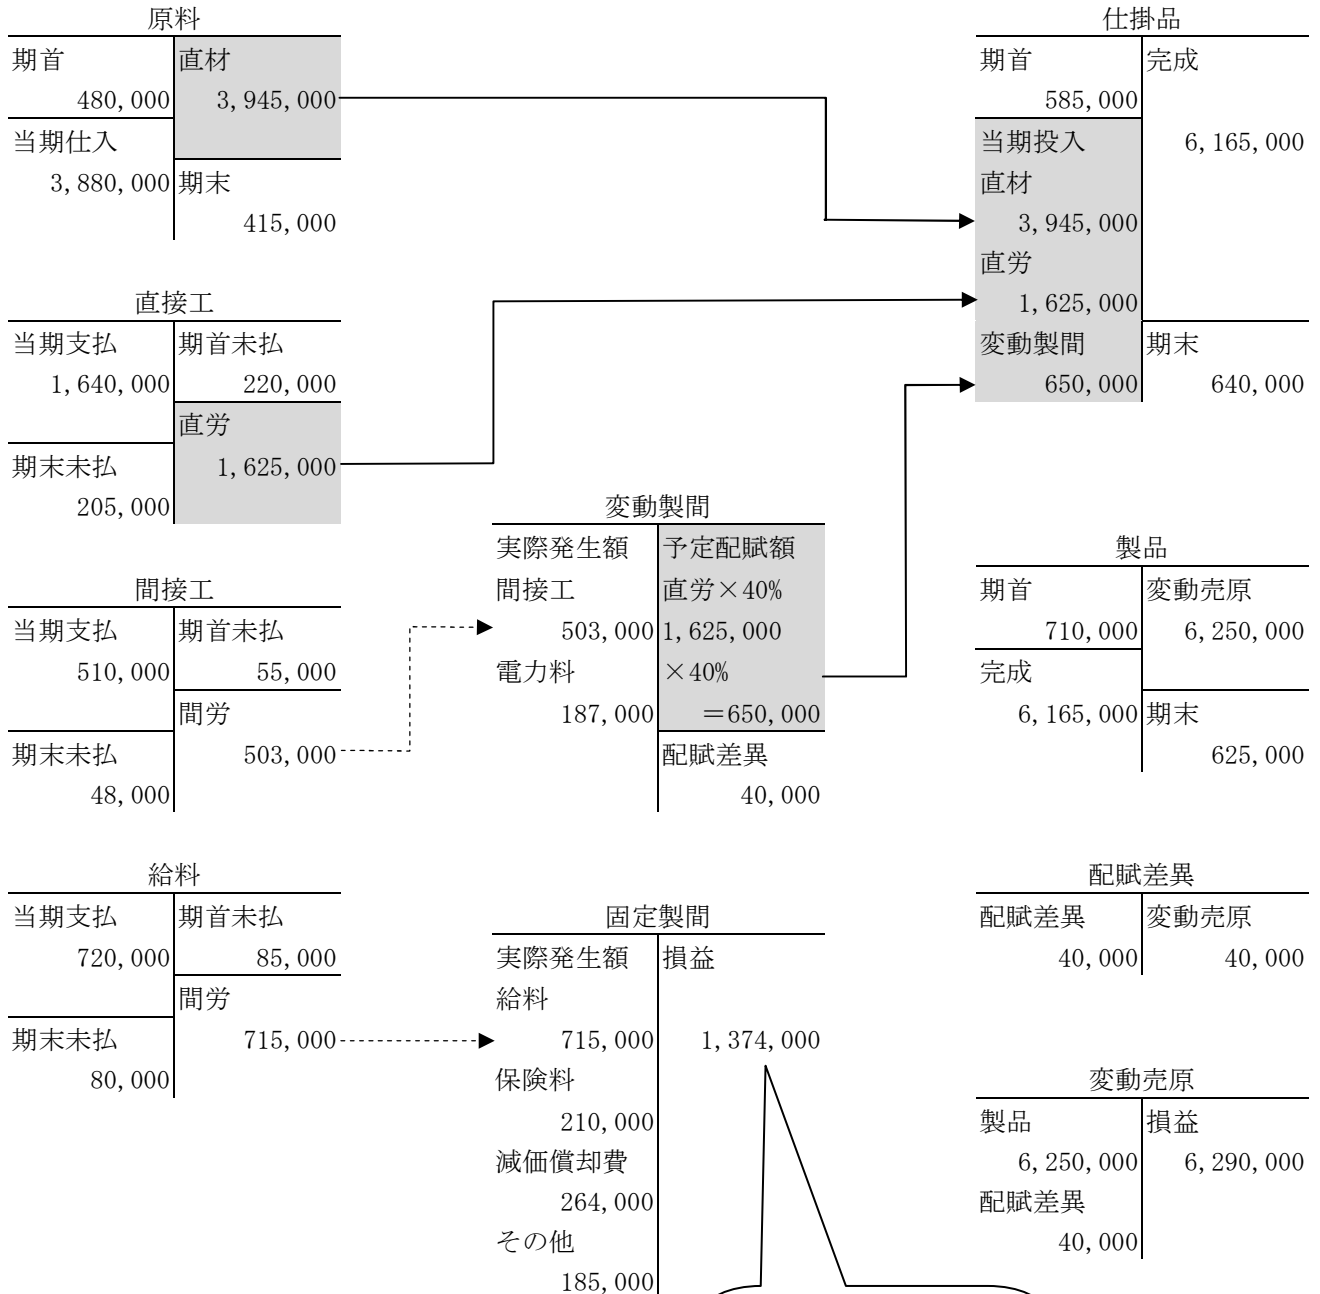 原料
期首
直材
480,000
3,945,000
当期仕入
3,880,000
期末
415,000
直接工
当期支払
期首未払
1,640,000
220,000
直労
期末未払
1,625,000
205,000
間接工
当期支払
期首未払
510,000
55,000
間労
期末未払
503,000
48,000
給料
当期支払
期首未払
720,000
85,000
間労
期末未払
715,000
80,000
変動製間
実際発生額
予定配賦額
間接工
直労×40%
503,000
1,625,000
電力料
×40%
187,000
=650,000
配賦差異
40,000
固定製間
実際発生額
損益
給料
715,000
1,374,000
保険料
210,000
減価償却費
264,000
その他
185,000
仕掛品
期首
完成
585,000
当期投入
6,165,000
直材
3,945,000
直労
1,625,000
変動製間
期末
650,000
640,000
製品
期首
変動売原
710,000
6,250,000
完成
6,165,000
期末
625,000
配賦差異
配賦差異
変動売原
40,000
40,000
変動売原
製品
損益
6,250,000
6,290,000
配賦差異
40,000